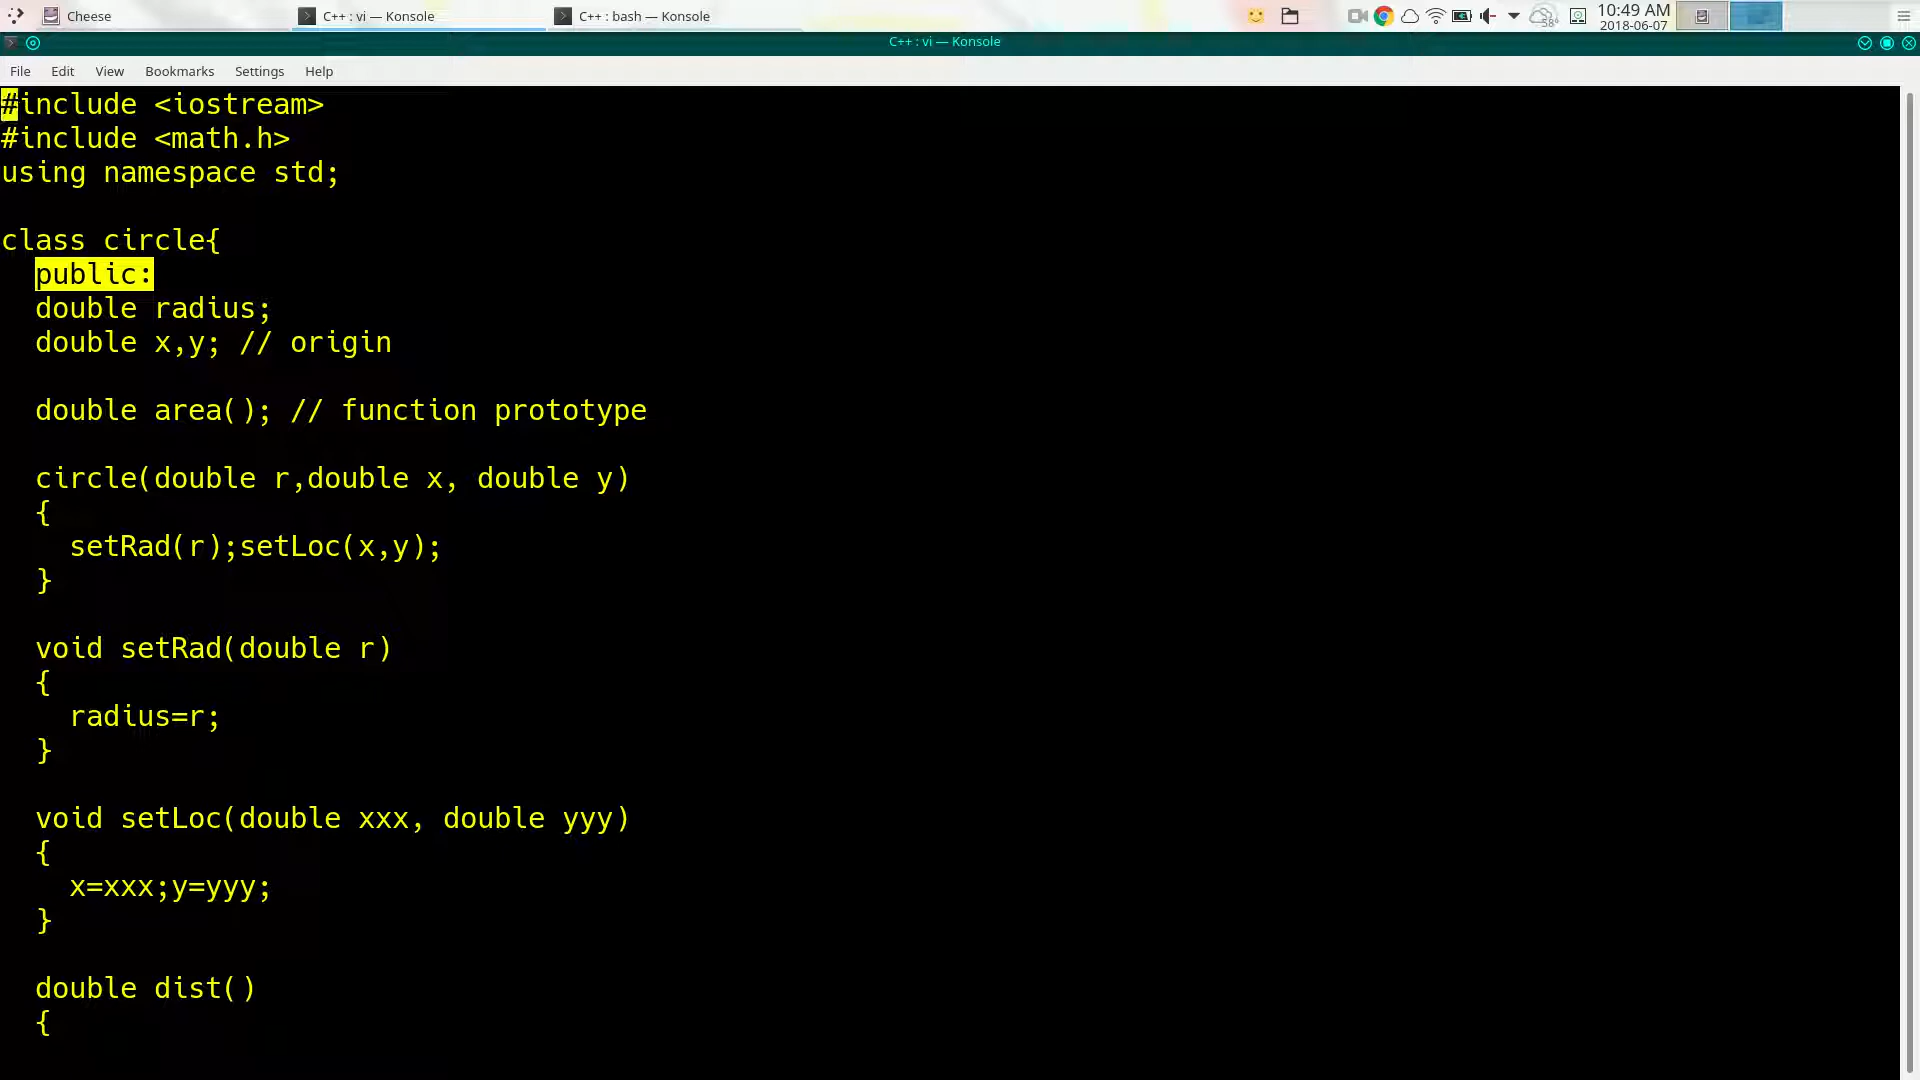 Cheese
C++ : vi — Konsole
C++ : bash — Konsole
58°
10:49 AM
2018-06-07
C++ : vi — Konsole
File Edit View Bookmarks Settings Help
#include <iostream>
#include <math.h>
using namespace std;
class circle{
public:
double radius;
double x,y; // origin
double area(); // function prototype
circle(double r,double x, double y)
{
setRad(r);setLoc(x,y);
}
void setRad(double r)
{
radius=r;
}
void setLoc(double xxx, double yyy)
{
x=xxx;y=yyy;
}
double dist()
{